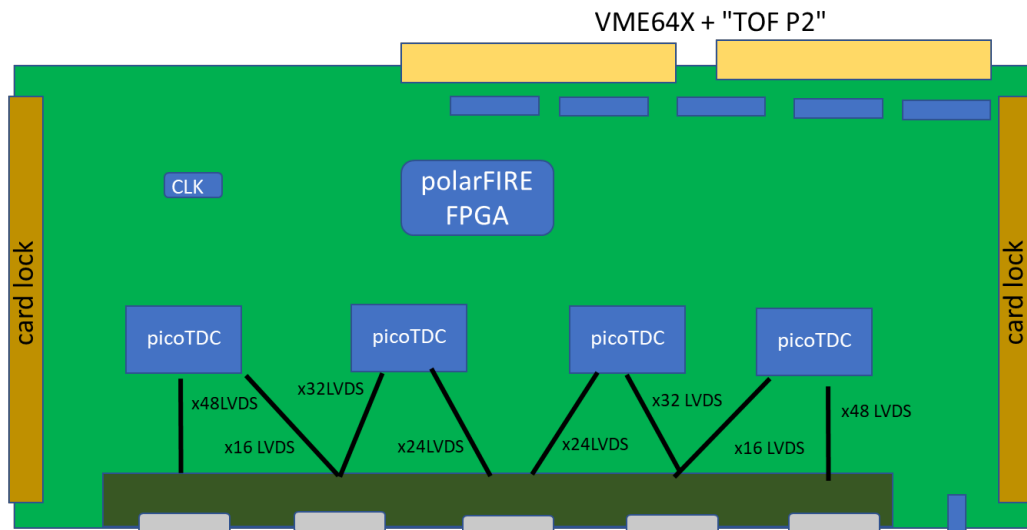 VME64X + "TOF P2"
CLK
polarFIRE
FPGA
card lock
card lock
picoTDC
picoTDC
picoTDC
picoTDC
x48LVDS
x32LVDS
x32 LVDS
x48 LVDS
x16 LVDS
x24LVDS
x24LVDS
x16 LVDS